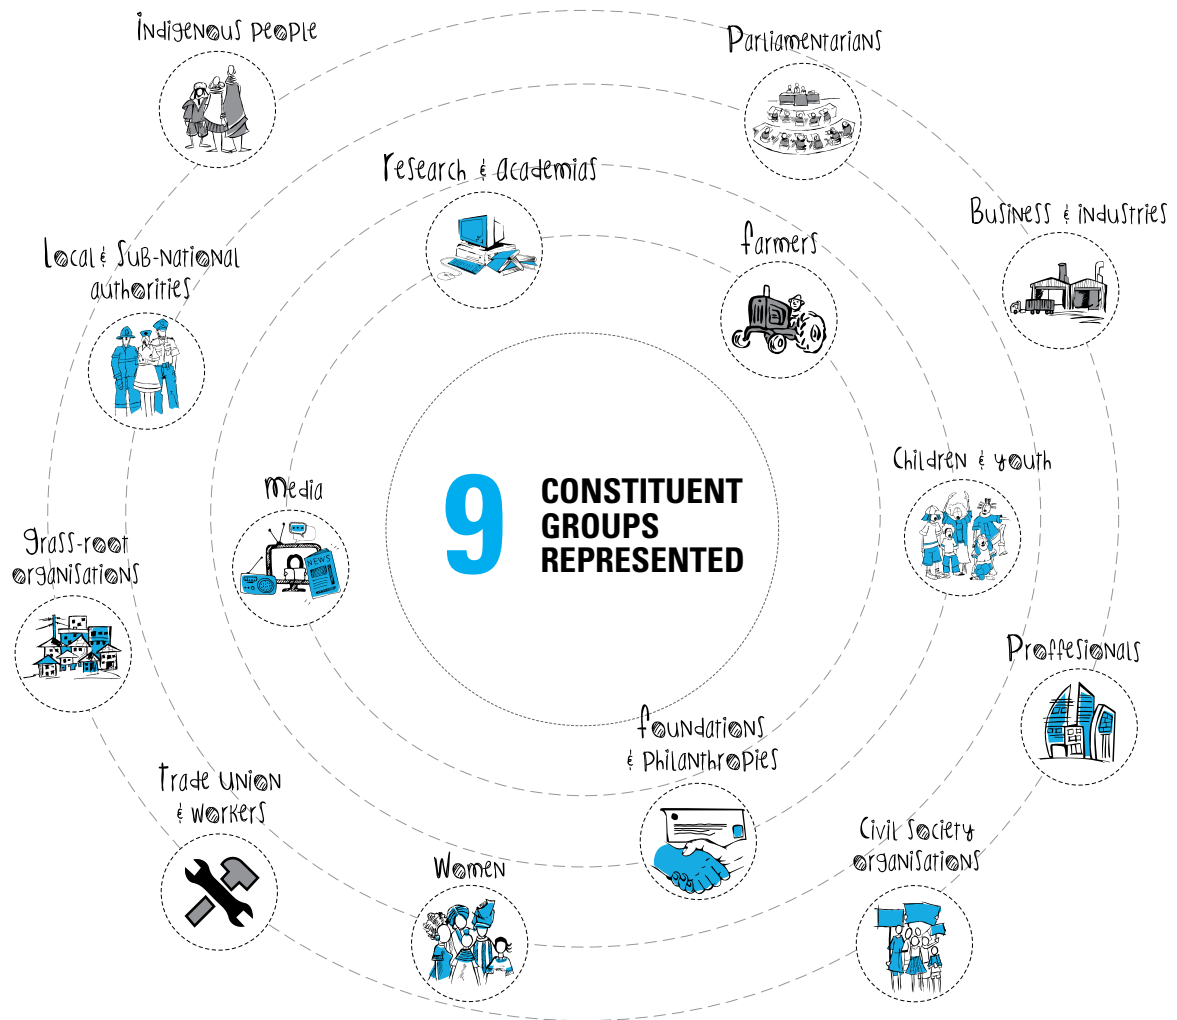 Indigenous people
Parliamentarians
research & academias
Business & industries
farmers
Local & Sub-National
authorities
Children & youth
media
9
CONSTITUENT
GROUPS
REPRESENTED
NEWS
grass-root
organisations
Proffesionals
foundations
& Philanthropies
Trade Union
& workers
Civil Society
organisations
Women